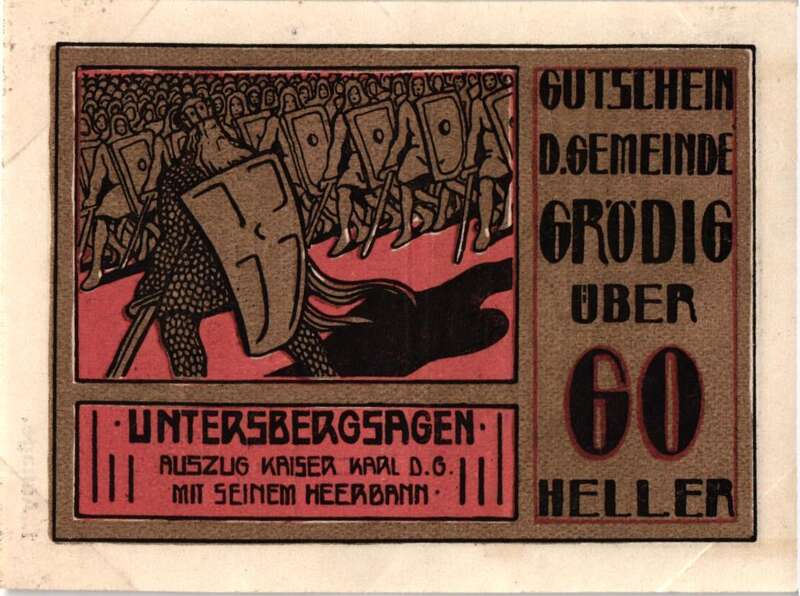 GUTSCHEIN
D. GEMEINDE
GRÖDIG
ÜBER
60
HELLER
· UNTERSBERGSAGEN ·
AUSZUG KAISER KARL D. G.
MIT SEINEM HEERBANN ·